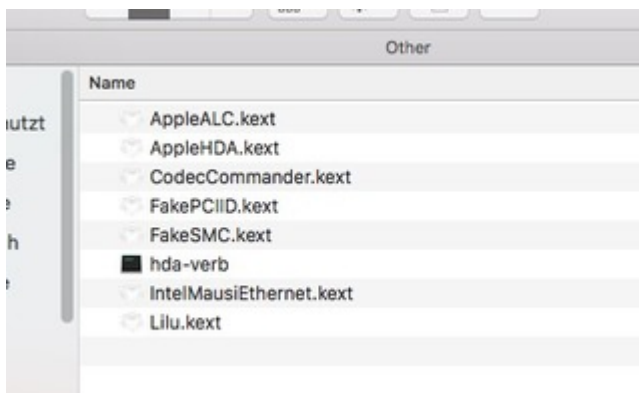 Other
Name
AppleALC.kext
AppleHDA.kext
CodecCommander.kext
FakePCIID.kext
FakeSMC.kext
hda-verb
IntelMausiEthernet.kext
Lilu.kext